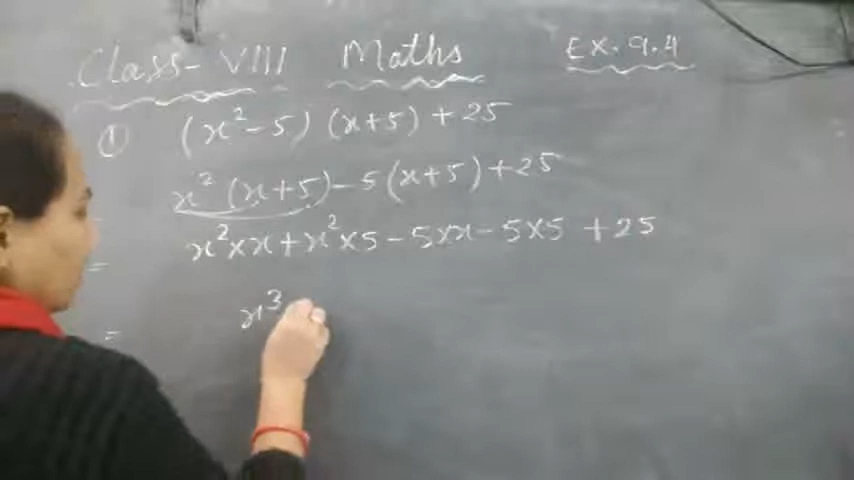 Class-VIII Maths Ex.9.4
① (x²-5) (x+5) +25
x² (x+5) - 5 (x+5) +25
= x²×x+x²×5 - 5×x - 5×5 +25
= x³